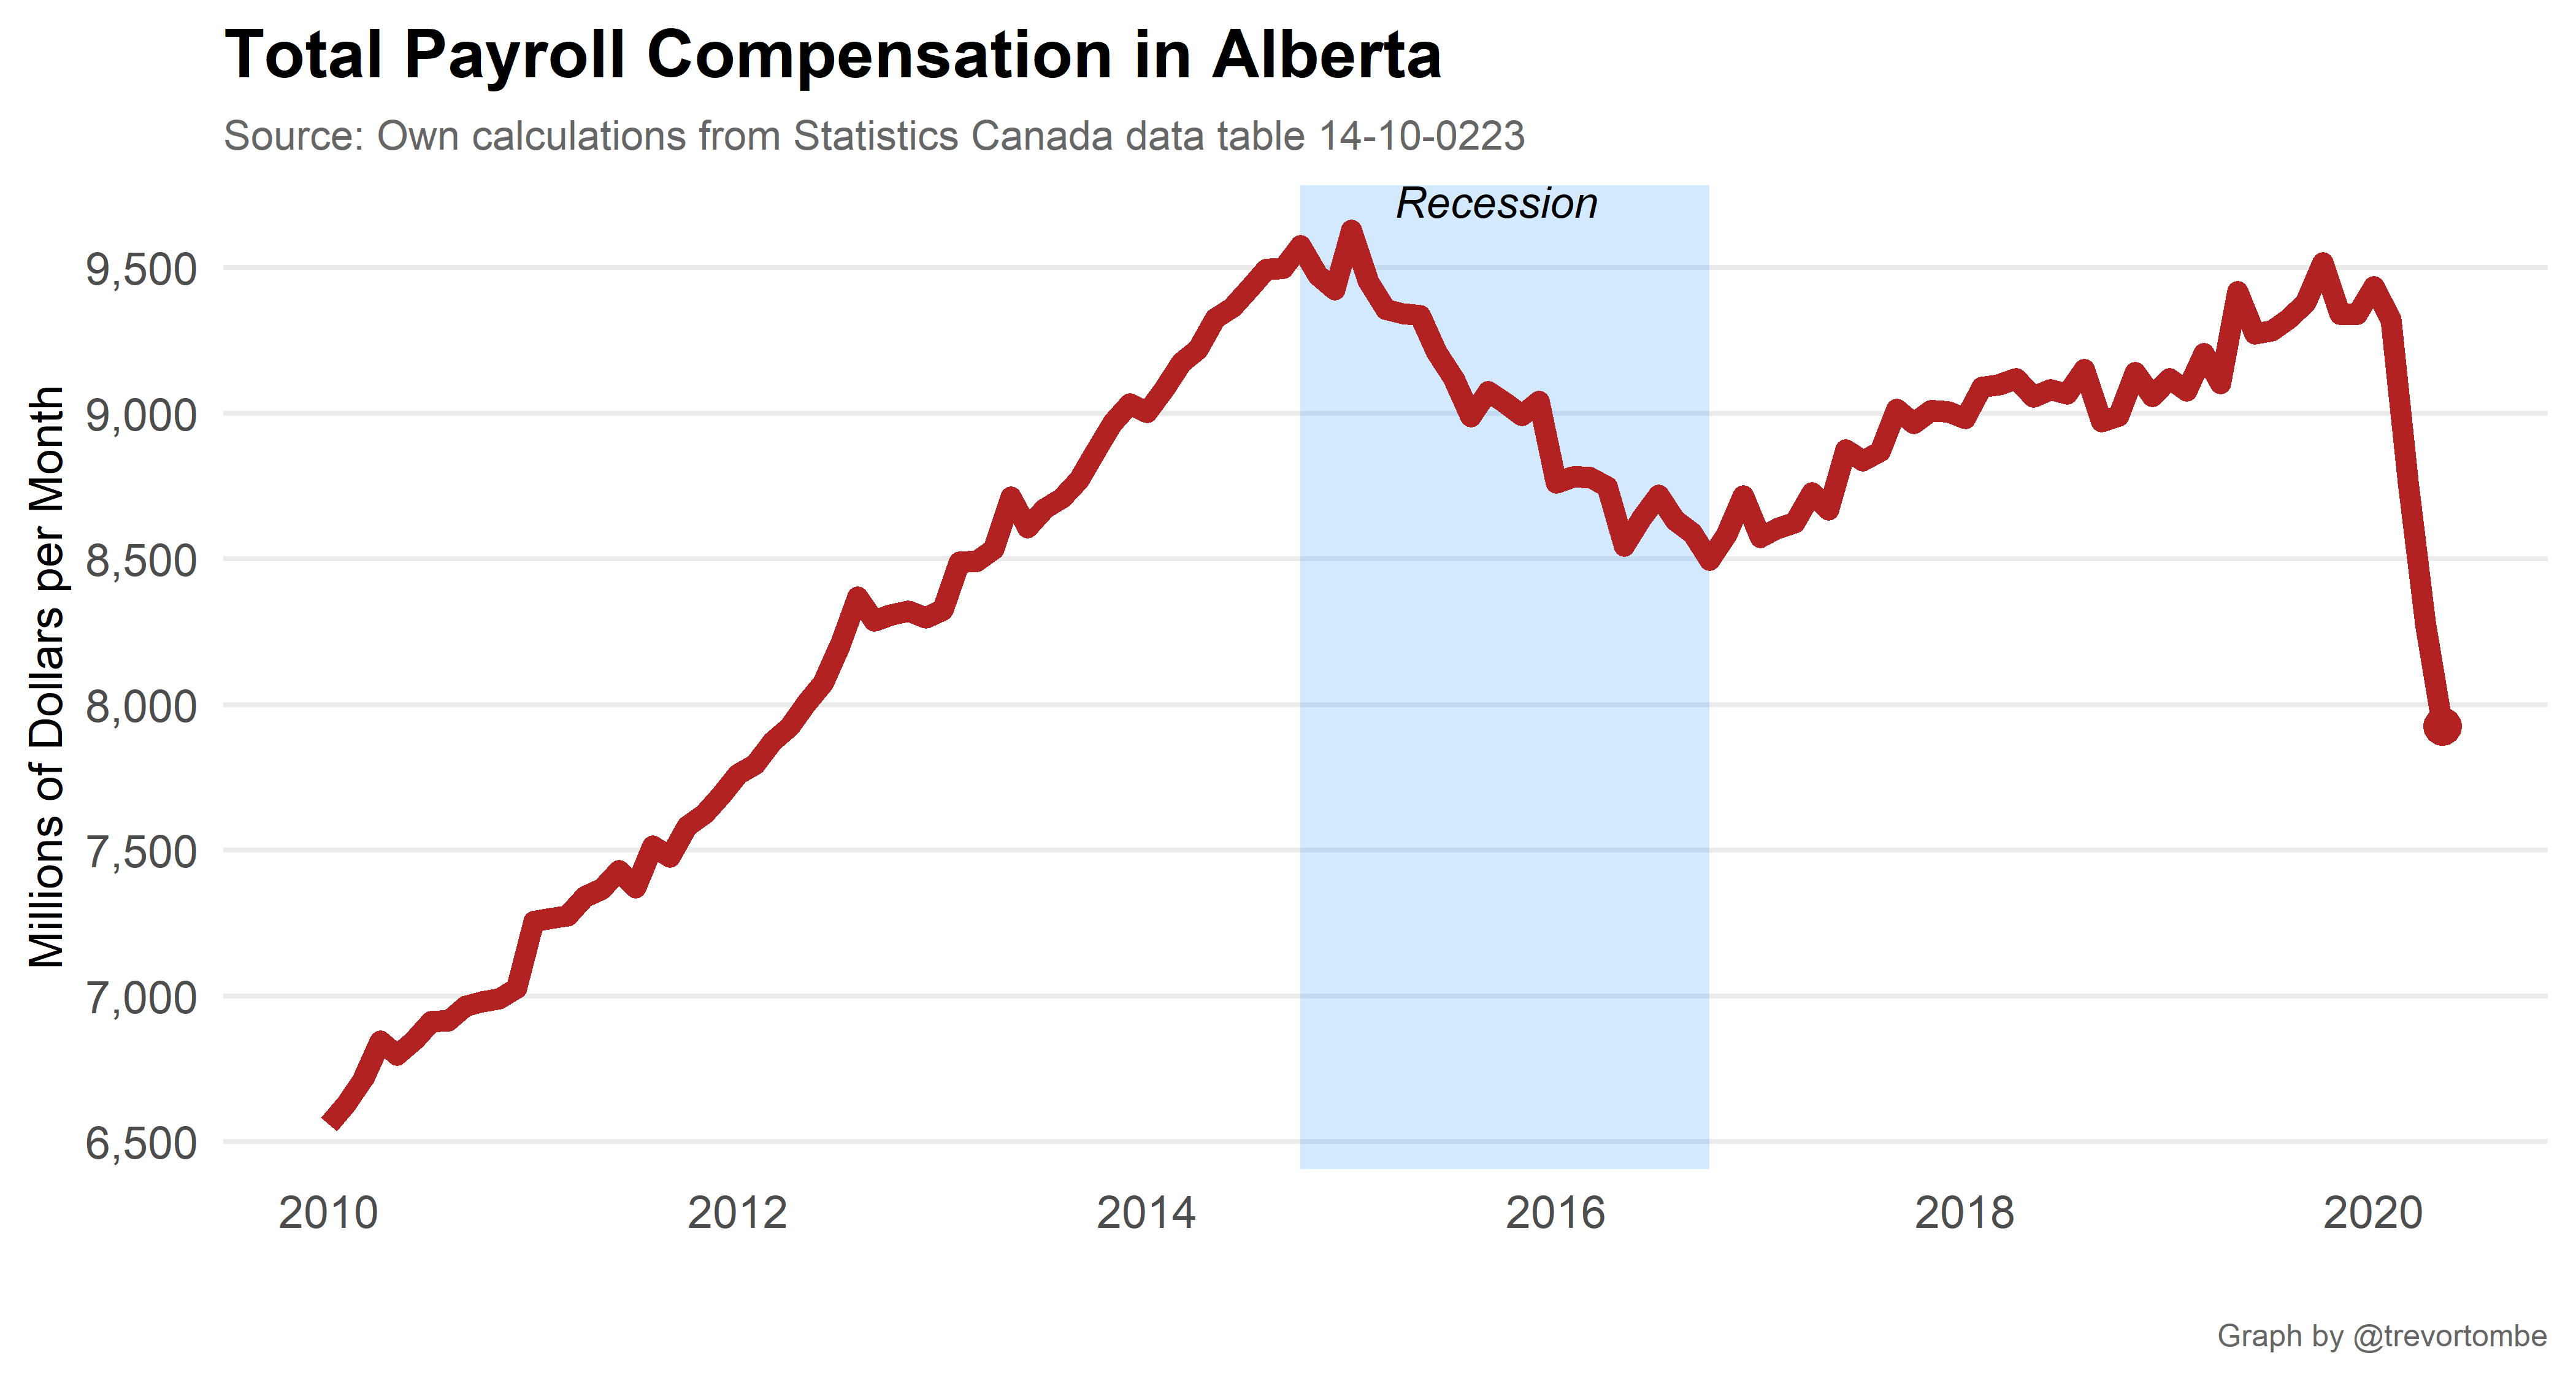 Total Payroll Compensation in Alberta
Source: Own calculations from Statistics Canada data table 14-10-0223
Recession
Millions of Dollars per Month
9,500
9,000
8,500
8,000
7,500
7,000
6,500
2010
2012
2014
2016
2018
2020
Graph by @trevortombe